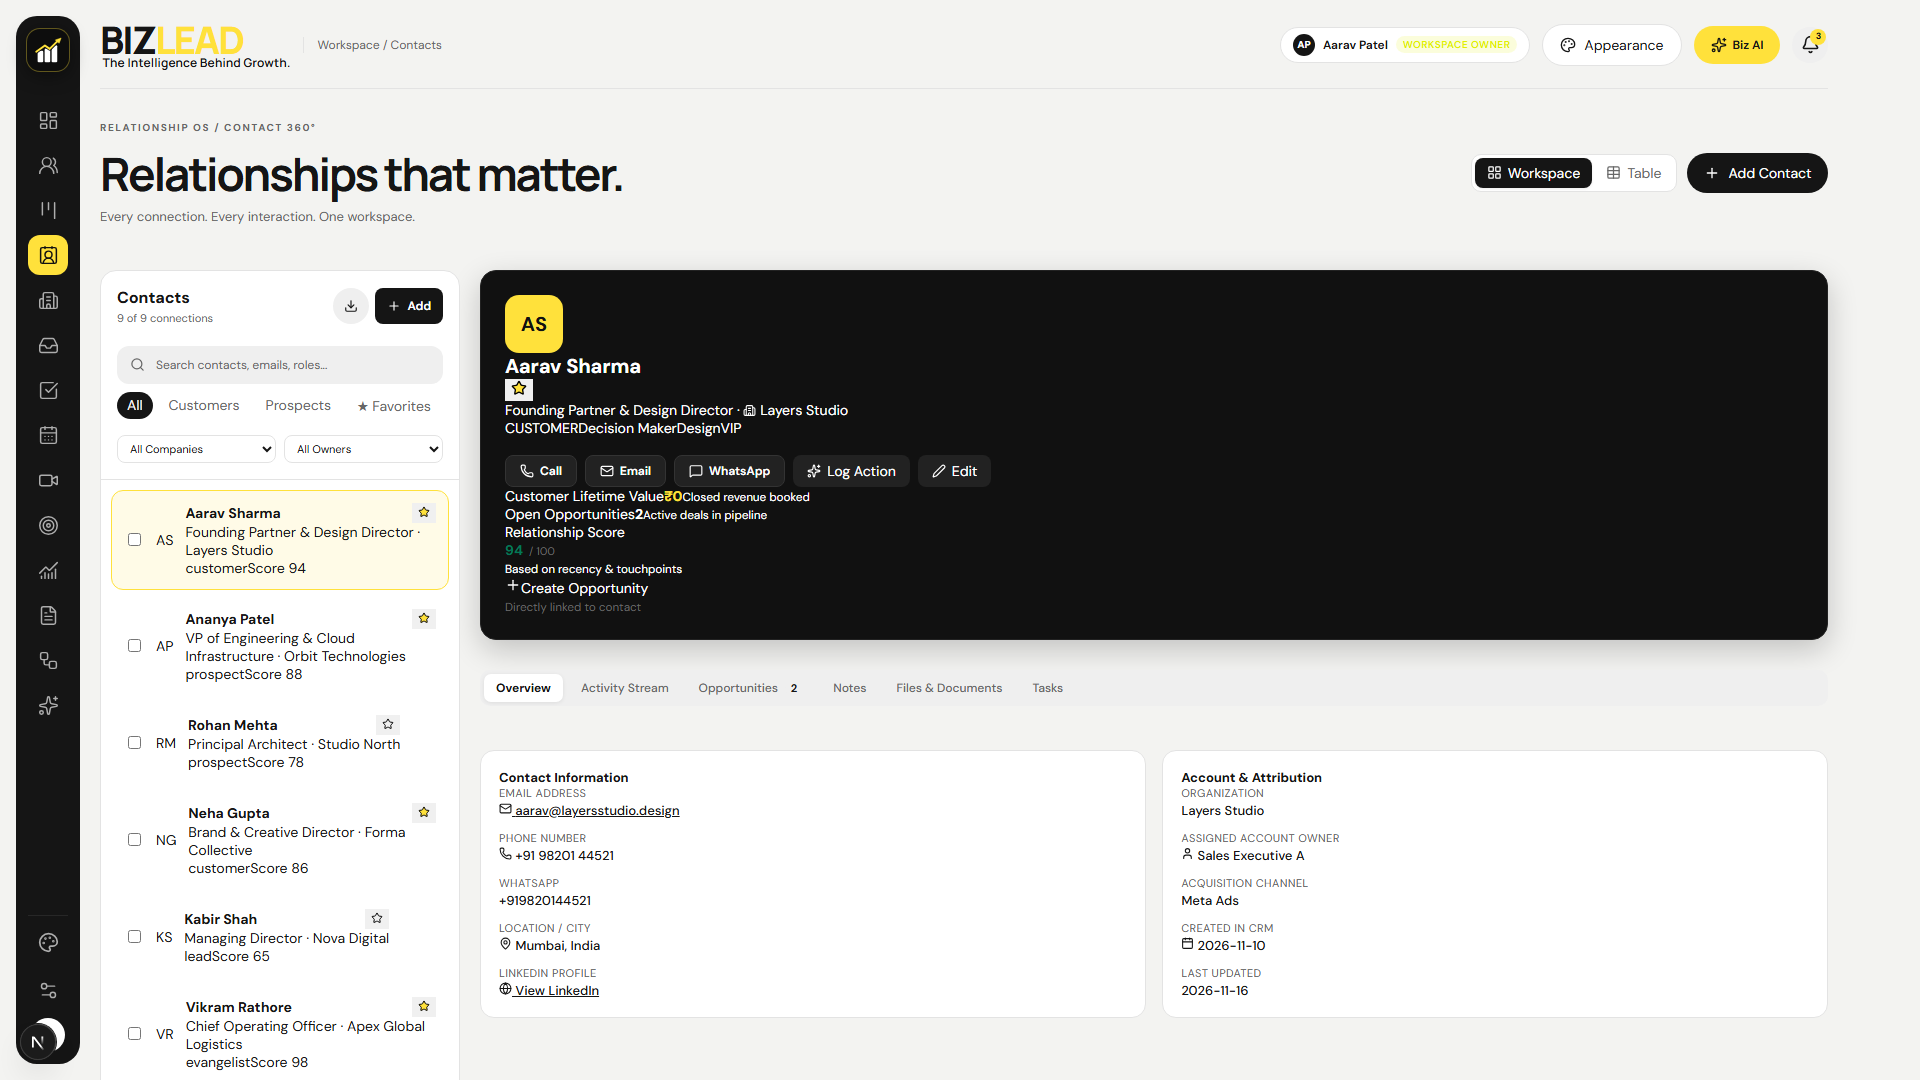 BIZLEAD
The Intelligence Behind Growth.
Workspace / Contacts
AP Aarav Patel WORKSPACE OWNER
Appearance
Biz AI
3
RELATIONSHIP OS / CONTACT 360°
Relationships that matter.
Every connection. Every interaction. One workspace.
Workspace
Table
+ Add Contact
Contacts
9 of 9 connections
+ Add
Search contacts, emails, roles...
All Customers Prospects ★ Favorites
All Companies All Owners
AS
Aarav Sharma
Founding Partner & Design Director ·
Layers Studio
customerScore 94
AP
Ananya Patel
VP of Engineering & Cloud
Infrastructure · Orbit Technologies
prospectScore 88
RM
Rohan Mehta
Principal Architect · Studio North
prospectScore 78
NG
Neha Gupta
Brand & Creative Director · Forma
Collective
customerScore 86
KS
Kabir Shah
Managing Director · Nova Digital
leadScore 65
VR
Vikram Rathore
Chief Operating Officer · Apex Global
Logistics
evangelistScore 98
N
AS
Aarav Sharma
Founding Partner & Design Director · Layers Studio
CUSTOMERDecision MakerDesignVIP
Call Email WhatsApp Log Action Edit
Customer Lifetime Value₹0Closed revenue booked
Open Opportunities2Active deals in pipeline
Relationship Score
94 / 100
Based on recency & touchpoints
+Create Opportunity
Directly linked to contact
Overview Activity Stream Opportunities 2 Notes Files & Documents Tasks
Contact Information
EMAIL ADDRESS
aarav@layersstudio.design
PHONE NUMBER
+91 98201 44521
WHATSAPP
+919820144521
LOCATION / CITY
Mumbai, India
LINKEDIN PROFILE
View LinkedIn
Account & Attribution
ORGANIZATION
Layers Studio
ASSIGNED ACCOUNT OWNER
Sales Executive A
ACQUISITION CHANNEL
Meta Ads
CREATED IN CRM
2026-11-10
LAST UPDATED
2026-11-16